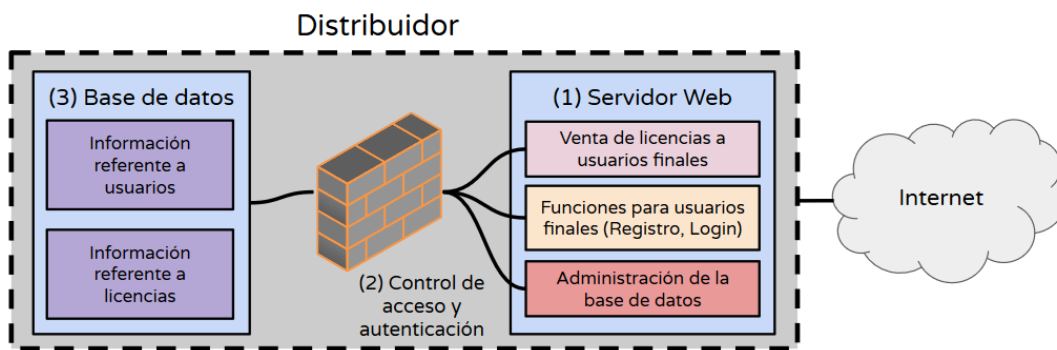 Distribuidor
(3) Base de datos
Información
referente a
usuarios
Información
referente a
licencias
(2) Control de
acceso y
autenticación
(1) Servidor Web
Venta de licencias a
usuarios finales
Funciones para usuarios
finales (Registro, Login)
Administración de la
base de datos
Internet